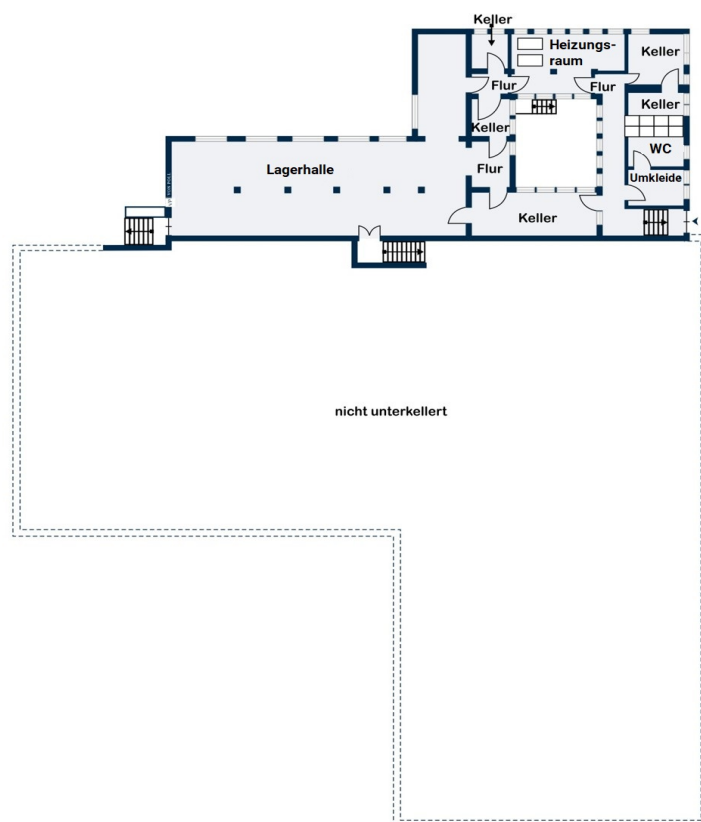 Keller
Heizungs-
raum
Keller
Flur
Flur
Keller
Keller
WC
Lagerhalle
Flur
Umkleide
Keller
nicht unterkellert